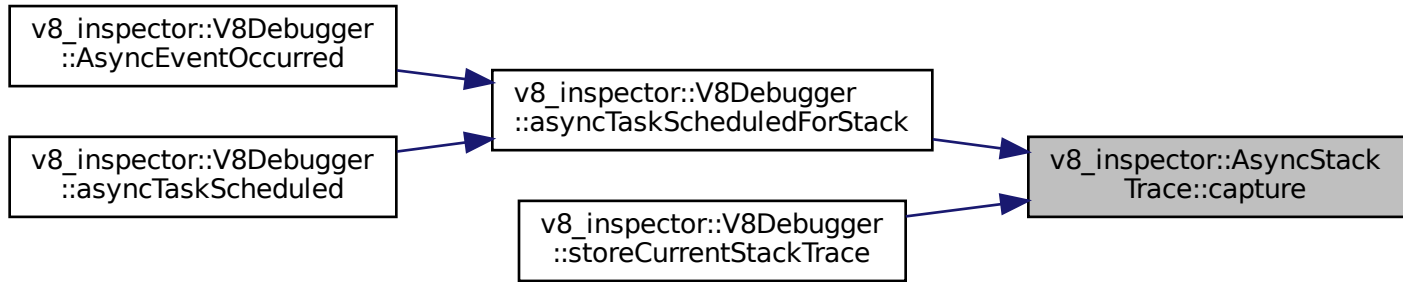 v8_inspector::V8Debugger
::AsyncEventOccurred
v8_inspector::V8Debugger
::asyncTaskScheduled
v8_inspector::V8Debugger
::asyncTaskScheduledForStack
v8_inspector::V8Debugger
::storeCurrentStackTrace
v8_inspector::AsyncStack
Trace::capture